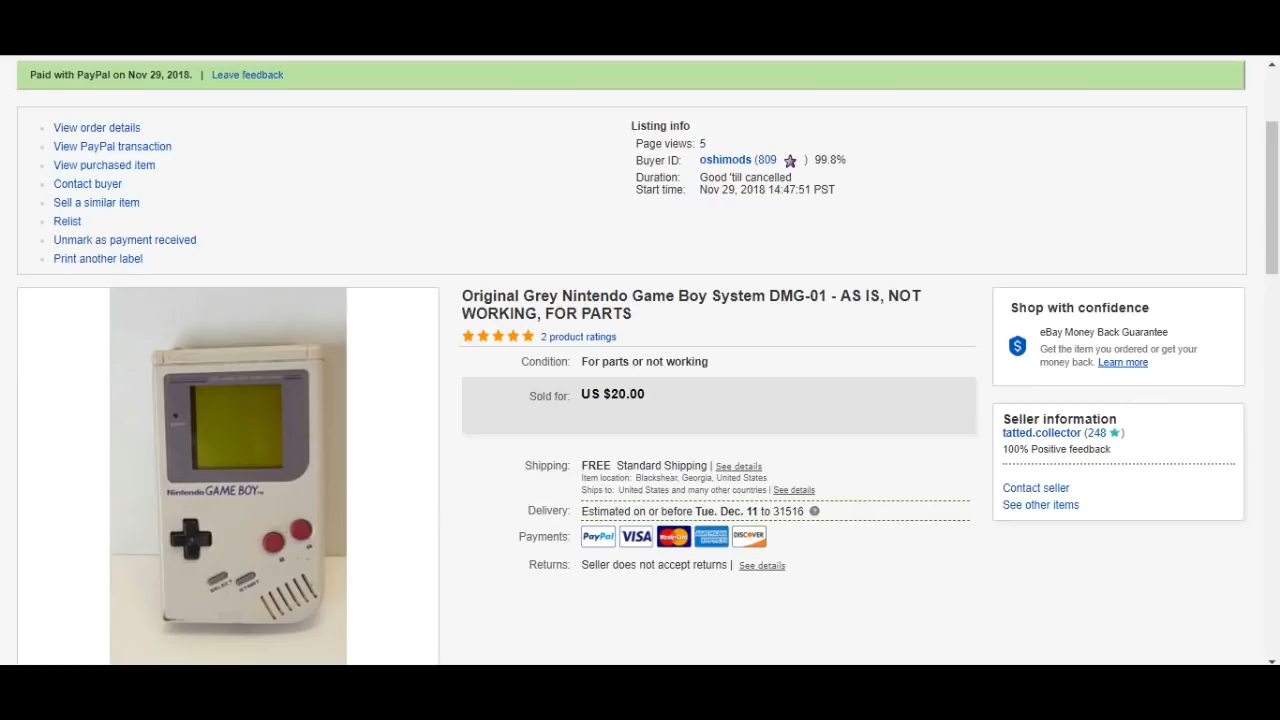 Paid with PayPal on Nov 29, 2018. | Leave feedback
View order details
View PayPal transaction
View purchased item
Contact buyer
Sell a similar item
Relist
Unmark as payment received
Print another label
Listing info
Page views: 5
Buyer ID: oshimods (809 ) 99.8%
Duration: Good 'till cancelled
Start time: Nov 29, 2018 14:47:51 PST
Nintendo GAME BOY TM
SELECT START
Original Grey Nintendo Game Boy System DMG-01 - AS IS, NOT
WORKING, FOR PARTS
2 product ratings
Condition: For parts or not working
Sold for: US $20.00
Shipping: FREE Standard Shipping | See details
Item location: Blackshear, Georgia, United States
Ships to: United States and many other countries | See details
Delivery: Estimated on or before Tue. Dec. 11 to 31516 ?
Payments: PayPal VISA MasterCard AMERICAN EXPRESS DISCOVER
Returns: Seller does not accept returns | See details
Shop with confidence
eBay Money Back Guarantee
Get the item you ordered or get your
money back. Learn more
Seller information
tatted.collector (248 )
100% Positive feedback
Contact seller
See other items